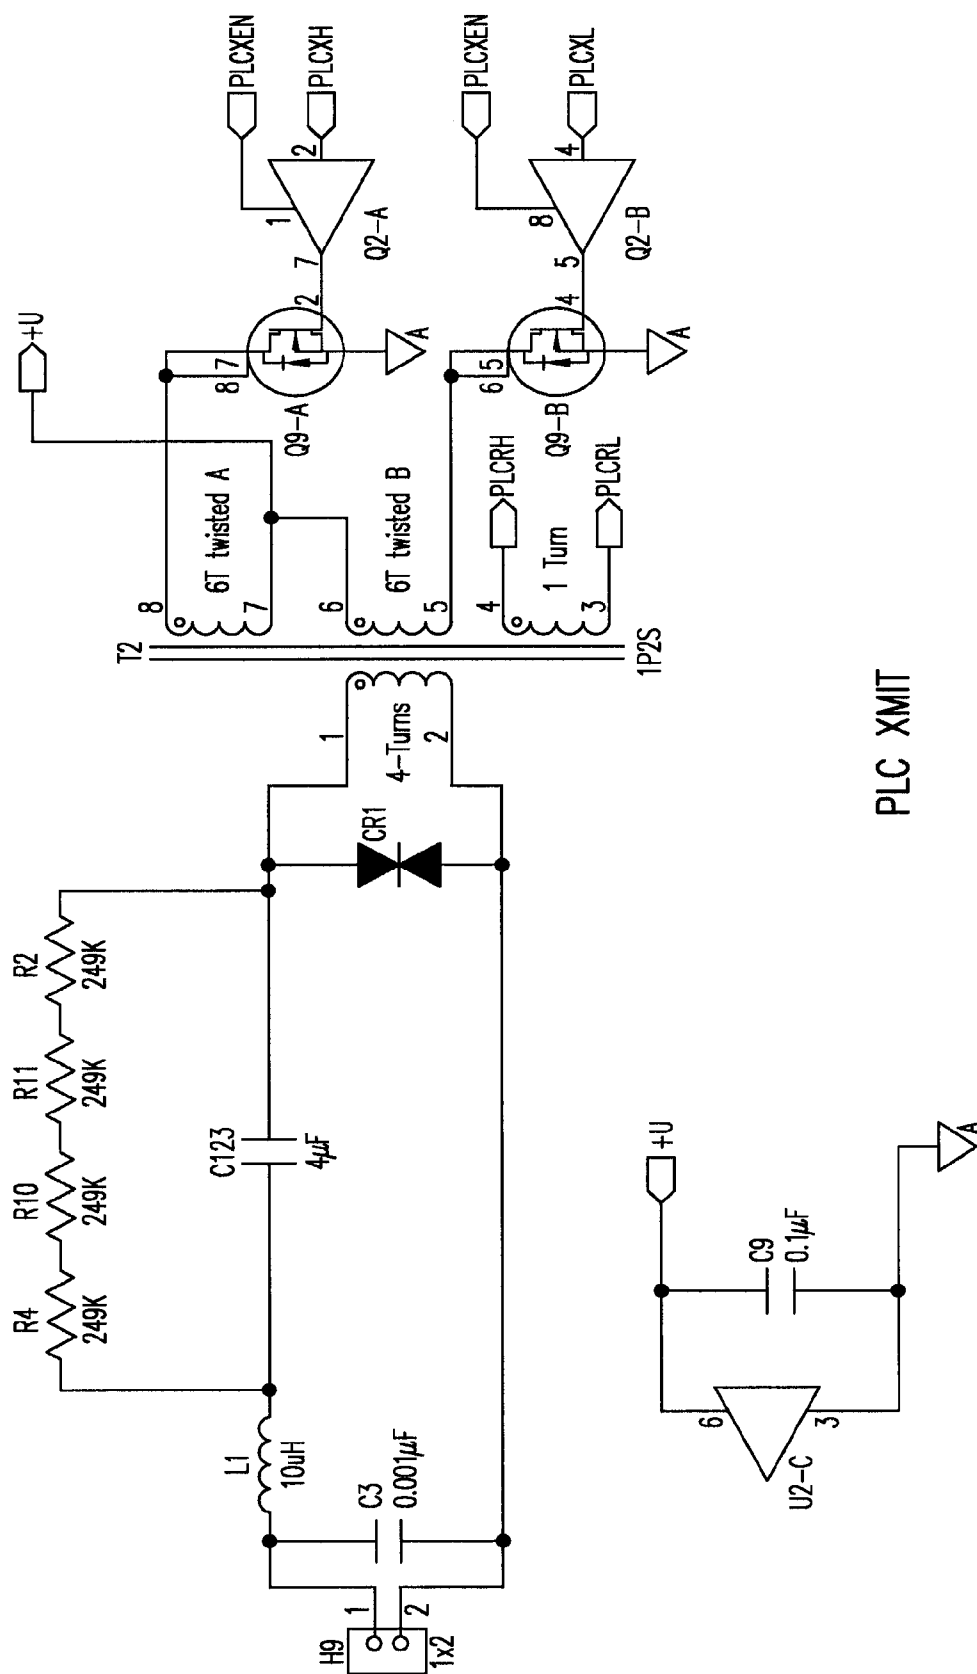 R4
249K
R10
249K
R11
249K
R2
249K
H9
1x2
1
2
L1
10uH
C3
0.001µF
C123
4µF
CR1
1
4-Turns
2
T2
1P2S
8
6T twisted A
7
6
6T twisted B
5
4
1 Turn
3
+U
PLCRH
PLCRL
8 7
Q9-A
2
A
7
Q2-A
1
2
PLCXEN
PLCXH
6 5
Q9-B
4
A
5
Q2-B
8
4
PLCXEN
PLCXL
U2-C
6
3
C9
0.1µF
+U
A
PLC XMIT